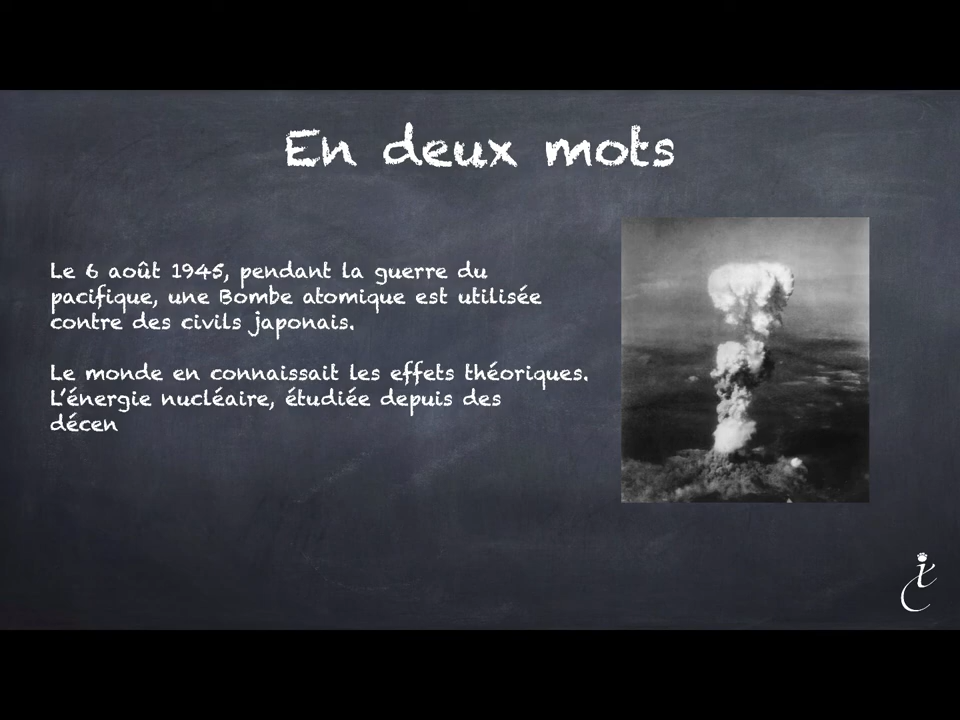 En deux mots
Le 6 août 1945, pendant la guerre du
pacifique, une Bombe atomique est utilisée
contre des civils japonais.
Le monde en connaissait les effets théoriques.
L'énergie nucléaire, étudiée depuis des
décen